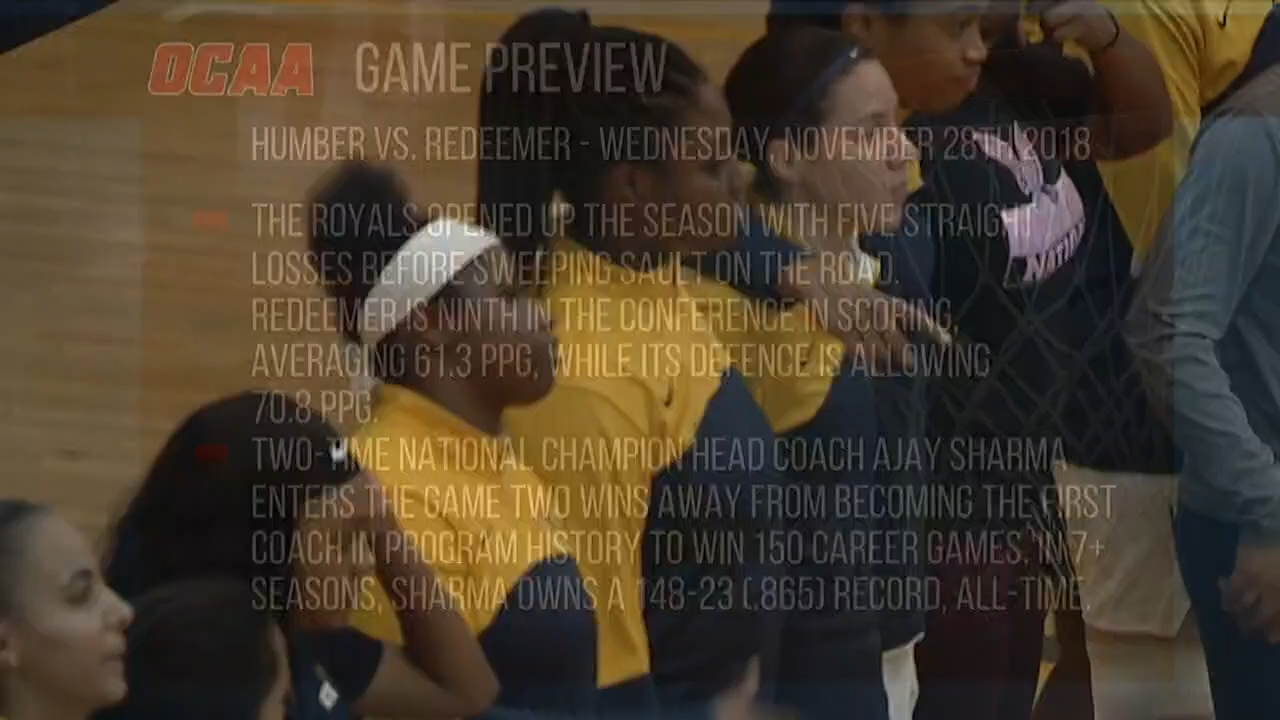 OCAA GAME PREVIEW
HUMBER VS. REDEEMER - WEDNESDAY, NOVEMBER 28TH, 2018
THE ROYALS OPENED UP THE SEASON WITH FIVE STRAIGHT
LOSSES BEFORE SWEEPING SAULT ON THE ROAD.
REDEEMER IS NINTH IN THE CONFERENCE IN SCORING,
AVERAGING 61.3 PPG, WHILE ITS DEFENCE IS ALLOWING
70.8 PPG.
TWO-TIME NATIONAL CHAMPION HEAD COACH AJAY SHARMA
ENTERS THE GAME TWO WINS AWAY FROM BECOMING THE FIRST
COACH IN PROGRAM HISTORY TO WIN 150 CAREER GAMES, IN 7+
SEASONS, SHARMA OWNS A 148-23 (.865) RECORD, ALL-TIME.
NATION